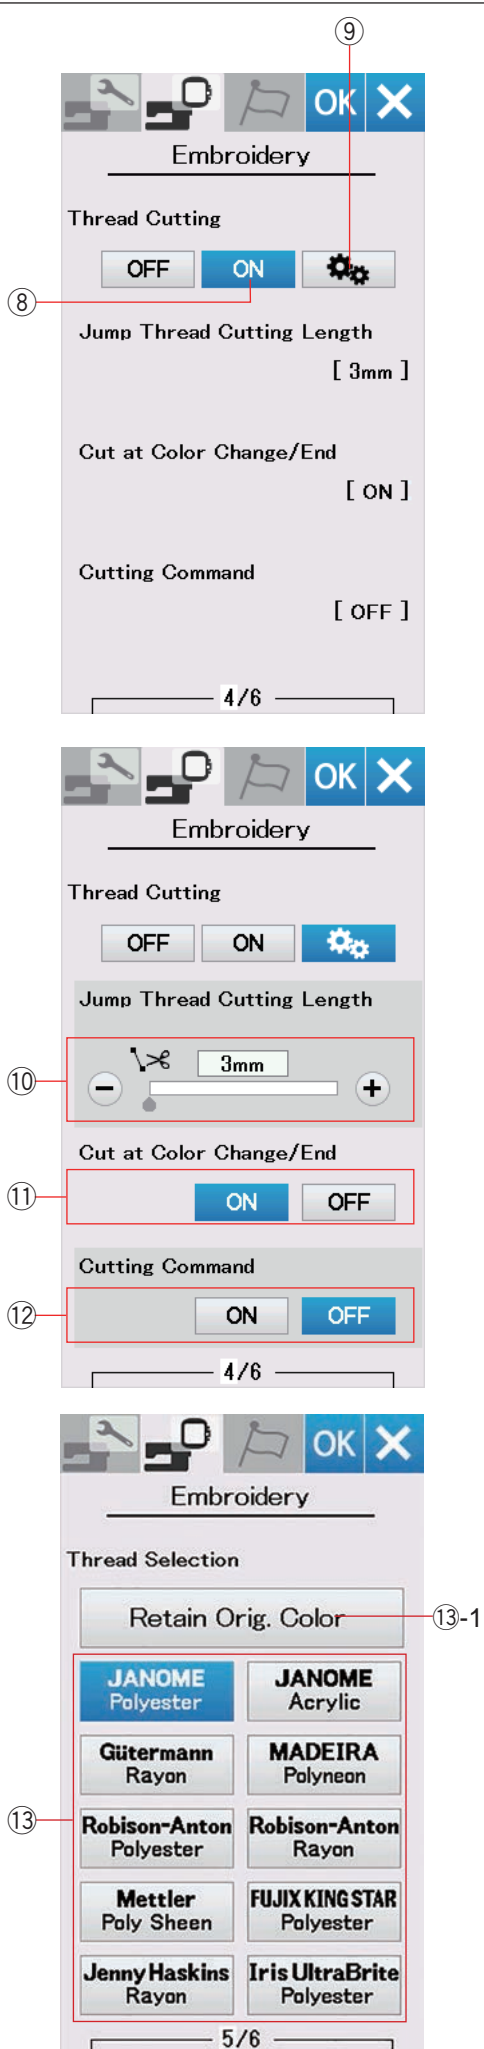 ⑨
OK X
Embroidery
Thread Cutting
OFF ON
⑧
Jump Thread Cutting Length
[ 3mm ]
Cut at Color Change/End
[ ON ]
Cutting Command
[ OFF ]
4/6
OK X
Embroidery
Thread Cutting
OFF ON
Jump Thread Cutting Length
3mm
⑩ − +
Cut at Color Change/End
⑪ ON OFF
Cutting Command
⑫ ON OFF
4/6
OK X
Embroidery
Thread Selection
Retain Orig. Color ⑬-1
JANOME JANOME
Polyester Acrylic
Gütermann MADEIRA
Rayon Polyneon
⑬ Robison-Anton Robison-Anton
Polyester Rayon
Mettler FUJIX KING STAR
Poly Sheen Polyester
Jenny Haskins Iris UltraBrite
Rayon Polyester
5/6